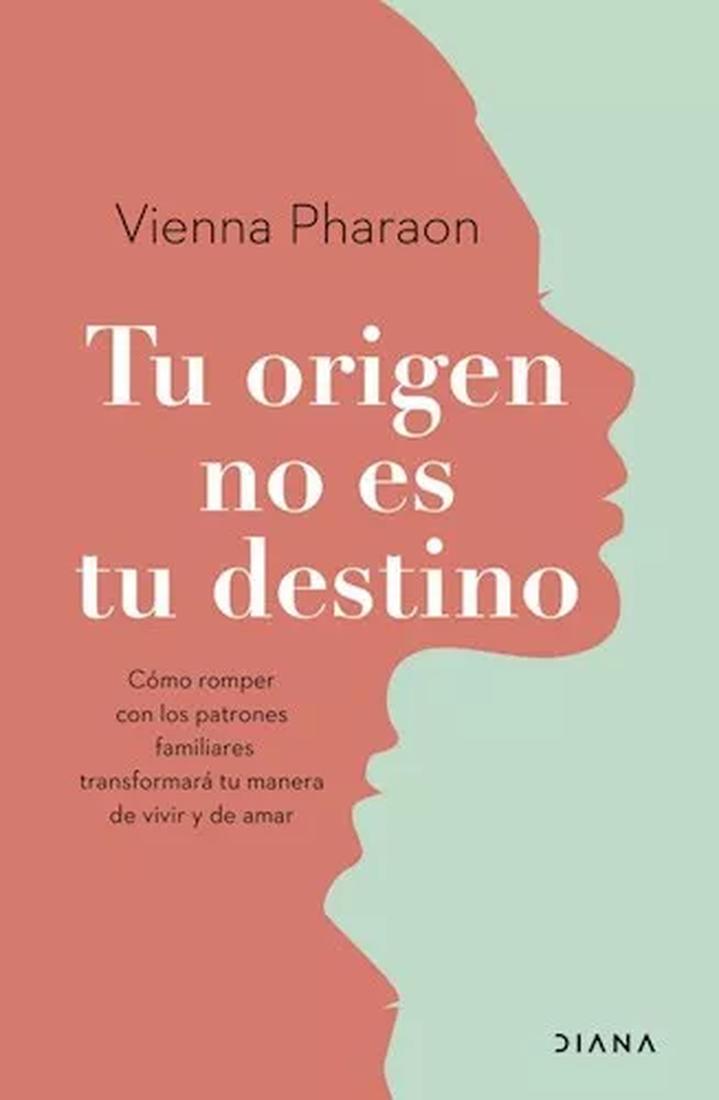 Vienna Pharaon
Tu origen
no es
tu destino
Cómo romper
con los patrones
familiares
transformará tu manera
de vivir y de amar
DIANA